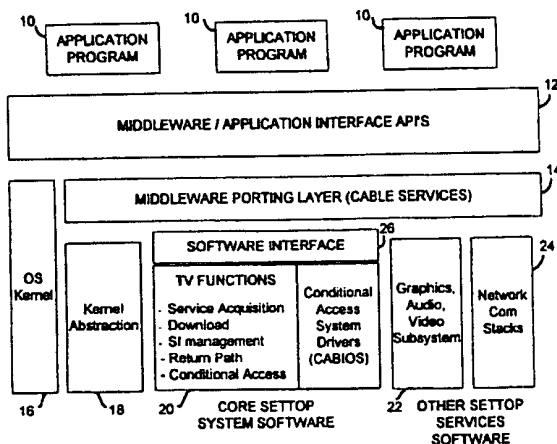 10 10 10
APPLICATION PROGRAM
APPLICATION PROGRAM
APPLICATION PROGRAM
12
MIDDLEWARE / APPLICATION INTERFACE API'S
14
MIDDLEWARE PORTING LAYER (CABLE SERVICES)
26
SOFTWARE INTERFACE
OS
Kernel
Kernel
Abstraction
TV FUNCTIONS
- Service Acquisition
- Download
- SI management
- Return Path
- Conditional Access
Conditional
Access
System
Drivers
(CABIOS)
Graphics,
Audio,
Video
Subsystem
24
Network
Com
Stacks
16
18
20
CORE SETTOP
SYSTEM SOFTWARE
22
OTHER SETTOP
SERVICES
SOFTWARE